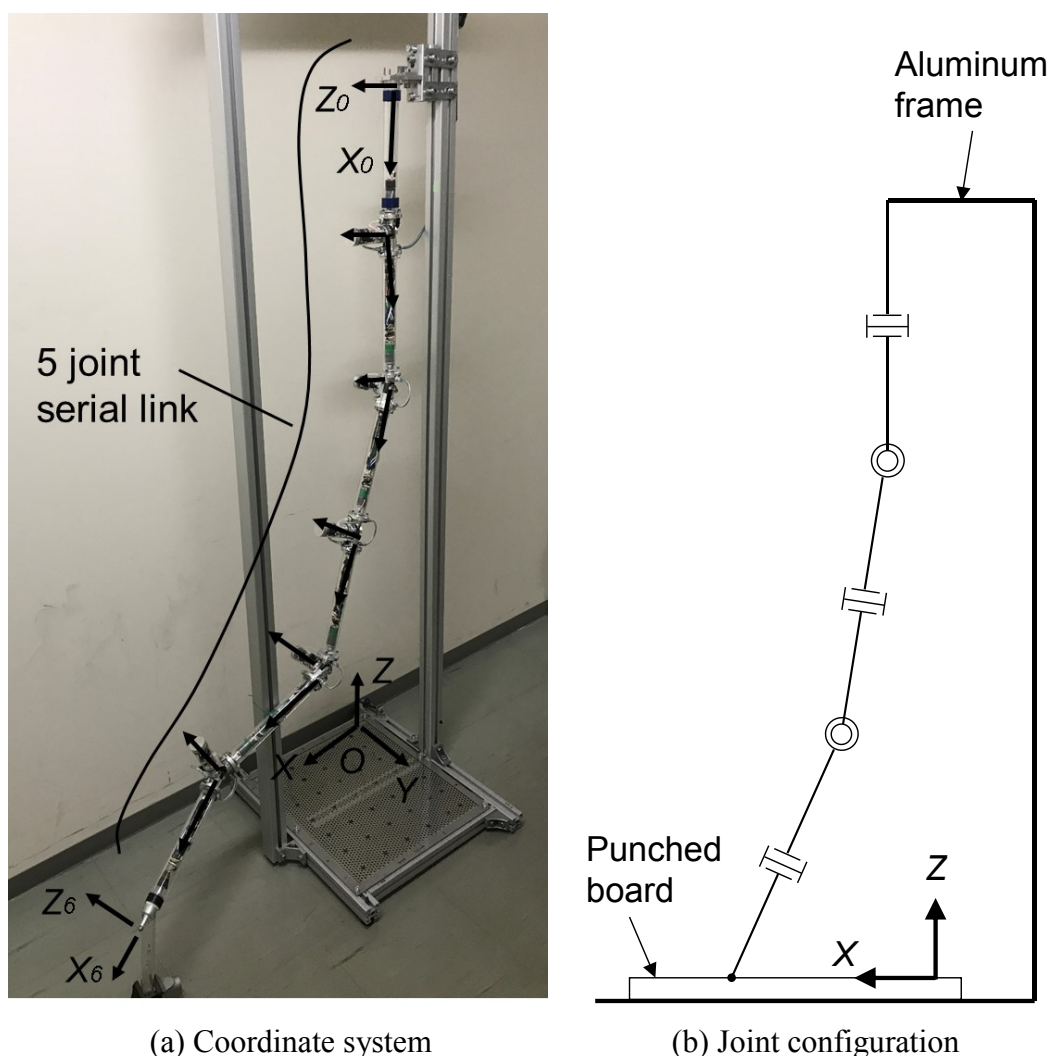 Z0
X0
5 joint
serial link
Z
X
O
Y
Z6
X6
Aluminum
frame
Punched
board
Z
X
(a) Coordinate system
(b) Joint configuration